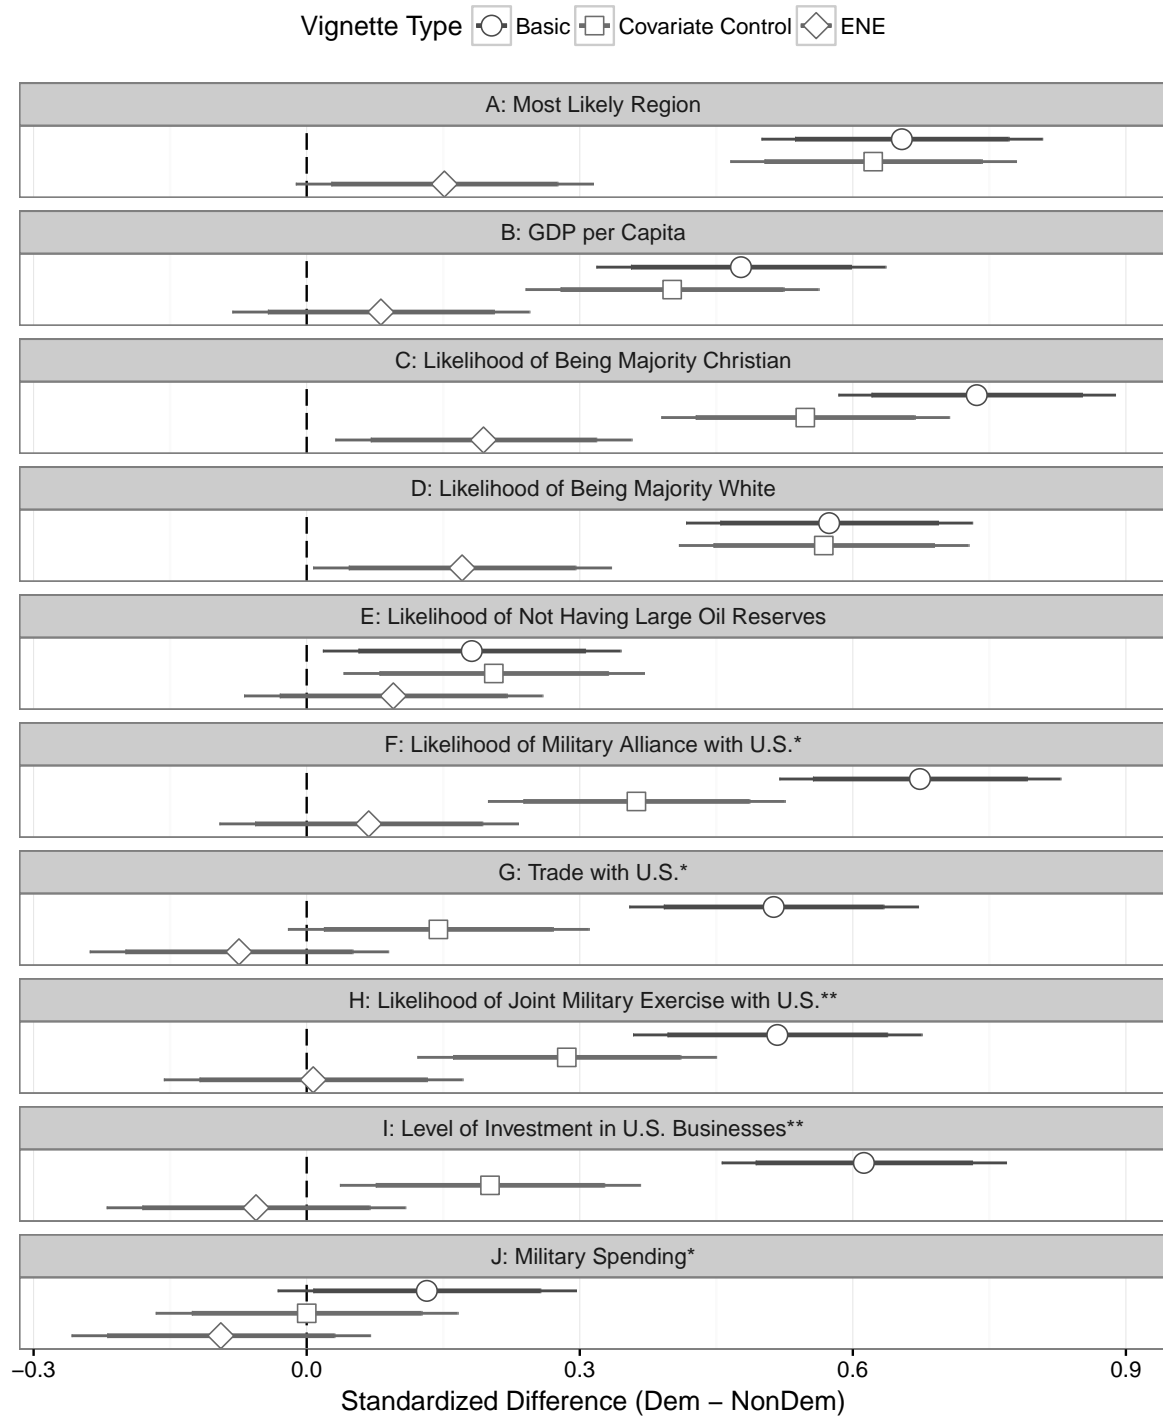 Vignette Type Basic Covariate Control ENE
A: Most Likely Region
B: GDP per Capita
C: Likelihood of Being Majority Christian
D: Likelihood of Being Majority White
E: Likelihood of Not Having Large Oil Reserves
F: Likelihood of Military Alliance with U.S.*
G: Trade with U.S.*
H: Likelihood of Joint Military Exercise with U.S.**
I: Level of Investment in U.S. Businesses**
J: Military Spending*
−0.3 0.0 0.3 0.6 0.9
Standardized Difference (Dem − NonDem)